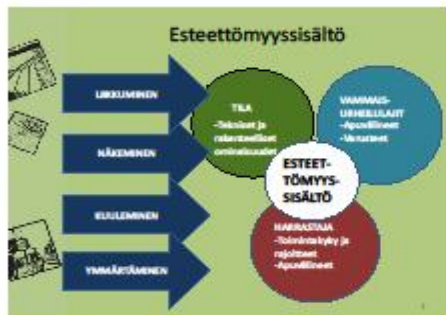 Esteettömyyssisältö
LIIKKUMINEN
NÄKEMINEN
KUULEMINEN
YMMÄRTÄMINEN
TILA
-Tekniset ja
rakenteelliset
ominaisuudet
VAMMAIS-
URHEILULAJIT
-Apuvälineet
-Varusteet
ESTEET-
TÖMYYS-
SISÄLTÖ
HARRASTAJA
-Toimintakyky ja
rajoitteet
-Apuvälineet